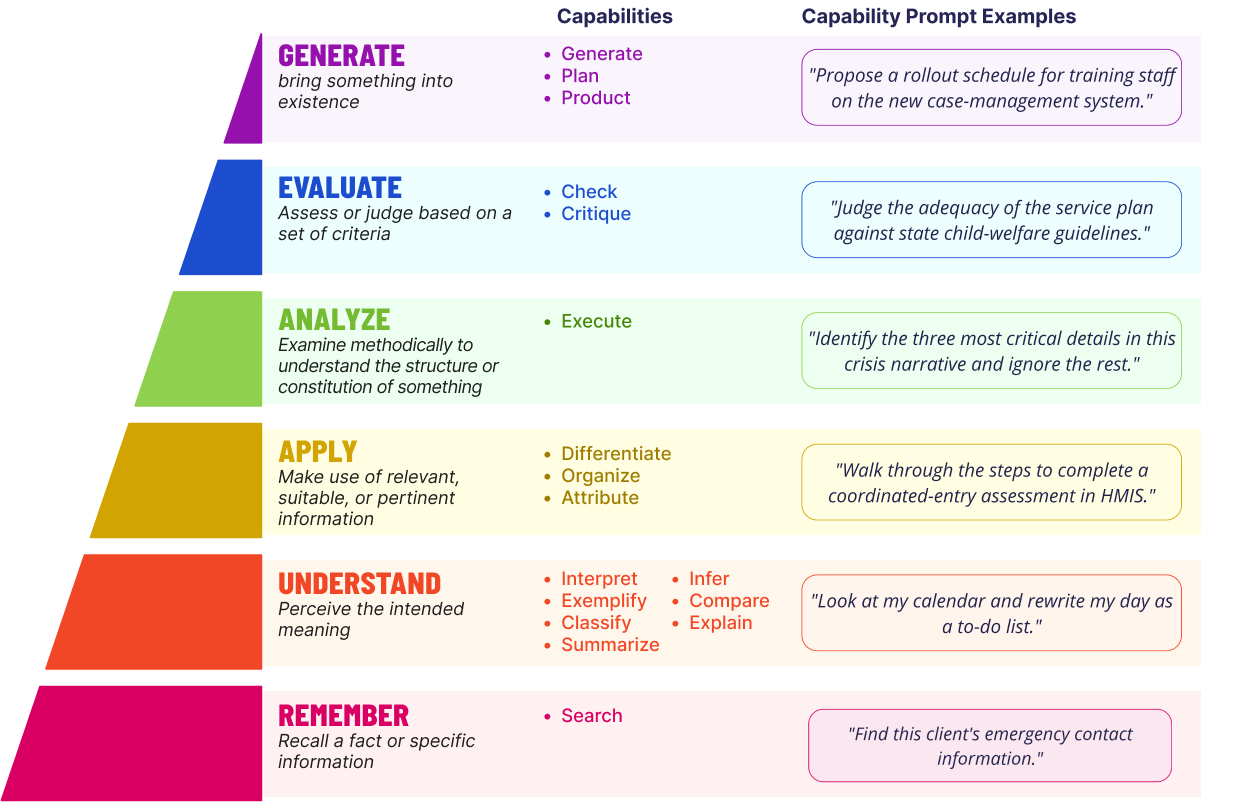 Capabilities
Capability Prompt Examples
GENERATE
bring something into
existence
• Generate
• Plan
• Product
"Propose a rollout schedule for training staff
on the new case-management system."
EVALUATE
Assess or judge based on a
set of criteria
• Check
• Critique
"Judge the adequacy of the service plan
against state child-welfare guidelines."
ANALYZE
Examine methodically to
understand the structure or
constitution of something
• Execute
"Identify the three most critical details in this
crisis narrative and ignore the rest."
APPLY
Make use of relevant,
suitable, or pertinent
information
• Differentiate
• Organize
• Attribute
"Walk through the steps to complete a
coordinated-entry assessment in HMIS."
UNDERSTAND
Perceive the intended
meaning
• Interpret
• Exemplify
• Classify
• Summarize
• Infer
• Compare
• Explain
"Look at my calendar and rewrite my day as
a to-do list."
REMEMBER
Recall a fact or specific
information
• Search
"Find this client's emergency contact
information."